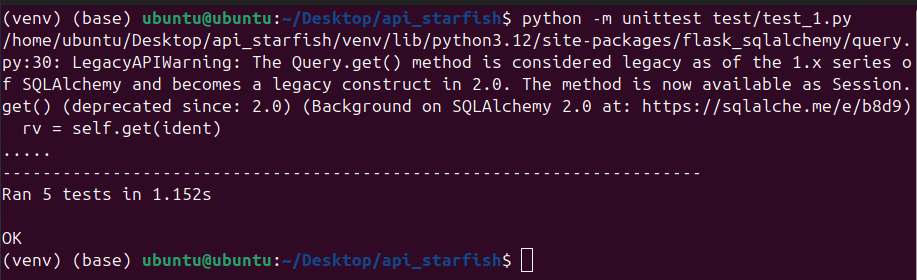 (venv) (base) ubuntu@ubuntu:~/Desktop/api_starfish$ python -m unittest test/test_1.py
/home/ubuntu/Desktop/api_starfish/venv/lib/python3.12/site-packages/flask_sqlalchemy/query.
py:30: LegacyAPIWarning: The Query.get() method is considered legacy as of the 1.x series o
f SQLAlchemy and becomes a legacy construct in 2.0. The method is now available as Session.
get() (deprecated since: 2.0) (Background on SQLAlchemy 2.0 at: https://sqlalche.me/e/b8d9)
  rv = self.get(ident)
.....
----------------------------------------------------------------------
Ran 5 tests in 1.152s

OK
(venv) (base) ubuntu@ubuntu:~/Desktop/api_starfish$